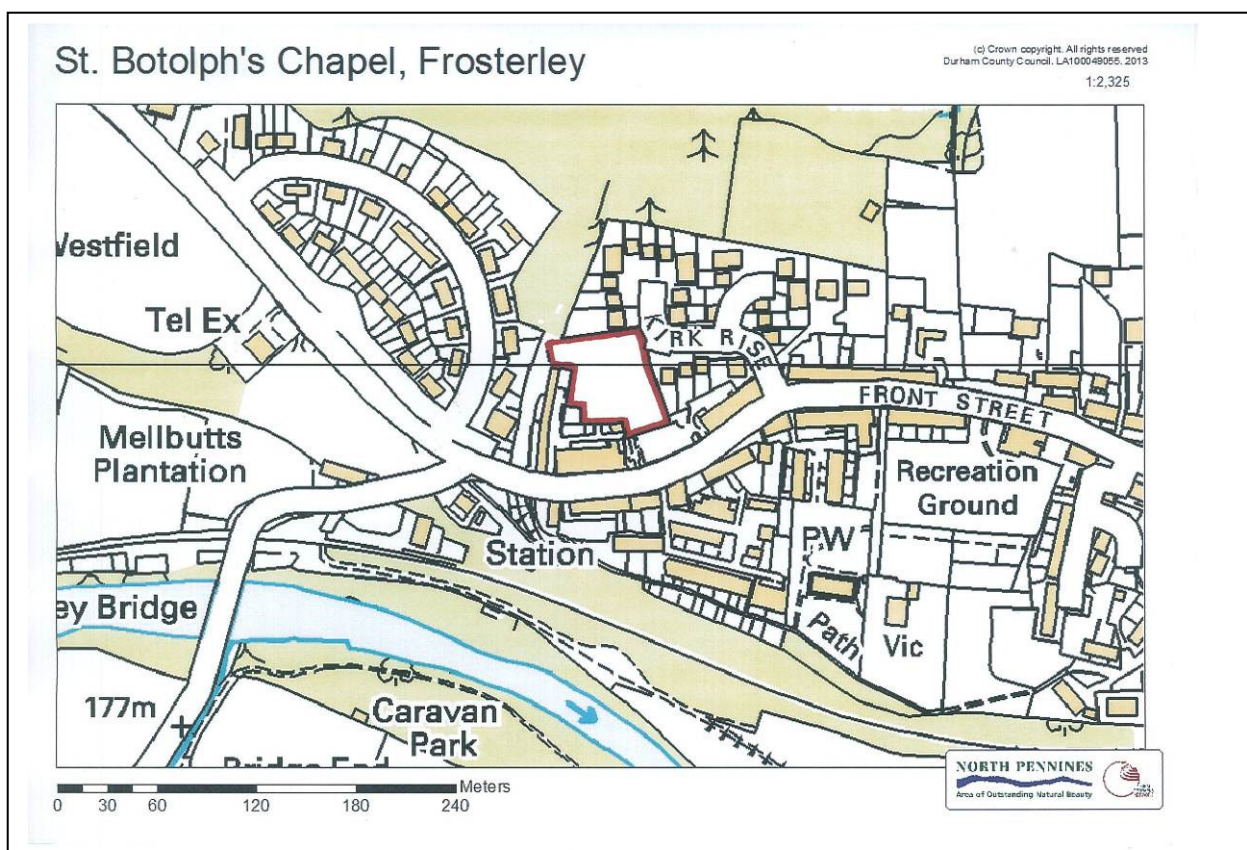 St. Botolph's Chapel, Frosterley
(c) Crown copyright. All rights reserved
Durham County Council. LA100049055. 2013
1:2,325
Westfield
Tel Ex
KIRK RISE
FRONT STREET
Mellbutts
Plantation
Recreation
Ground
Station
PW
ey Bridge
Path
Vic
177m
Caravan
Park
Bridge End
Meters
0 30 60 120 180 240
NORTH PENNINES
Area of Outstanding Natural Beauty